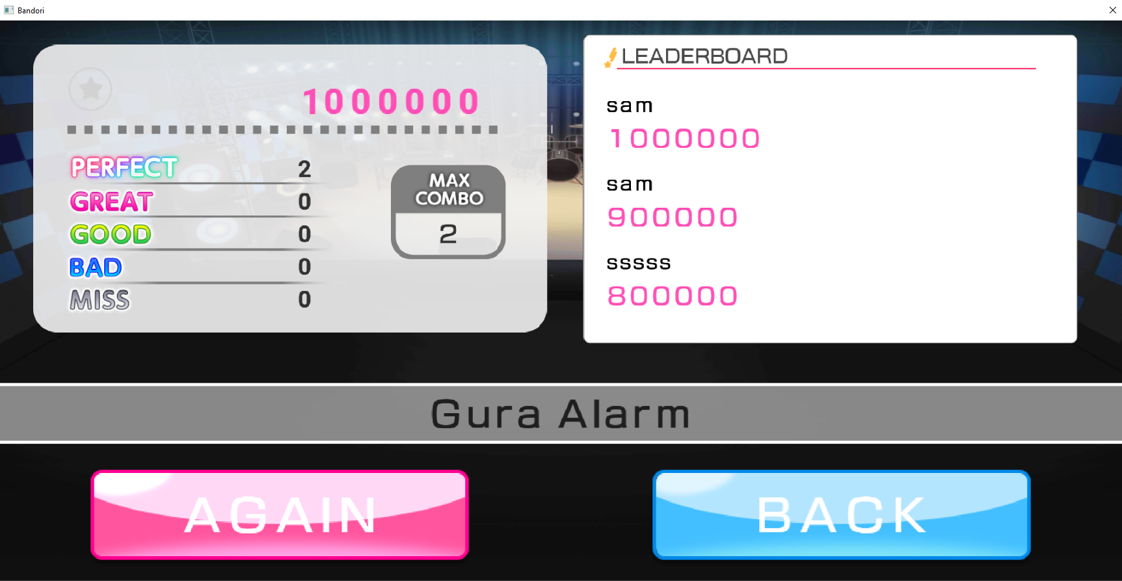 Bandori
1000000
PERFECT 2
GREAT 0
GOOD 0
BAD 0
MISS 0
MAX
COMBO
2
LEADERBOARD
sam
1000000
sam
900000
sssss
800000
Gura Alarm
AGAIN
BACK